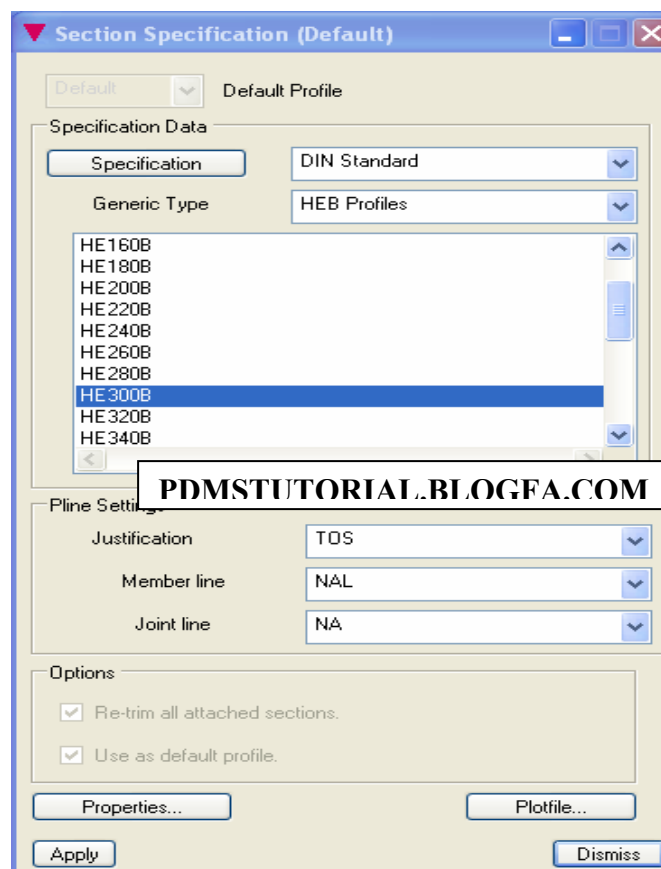 Section Specification (Default)
Default Default Profile
Specification Data
Specification DIN Standard
Generic Type HEB Profiles
HE160B
HE180B
HE200B
HE220B
HE240B
HE260B
HE280B
HE300B
HE320B
HE340B
PDMSTUTORIAL.BLOGFA.COM
Pline Settings
Justification TOS
Member line NAL
Joint line NA
Options
Re-trim all attached sections.
Use as default profile.
Properties... Plotfile...
Apply Dismiss